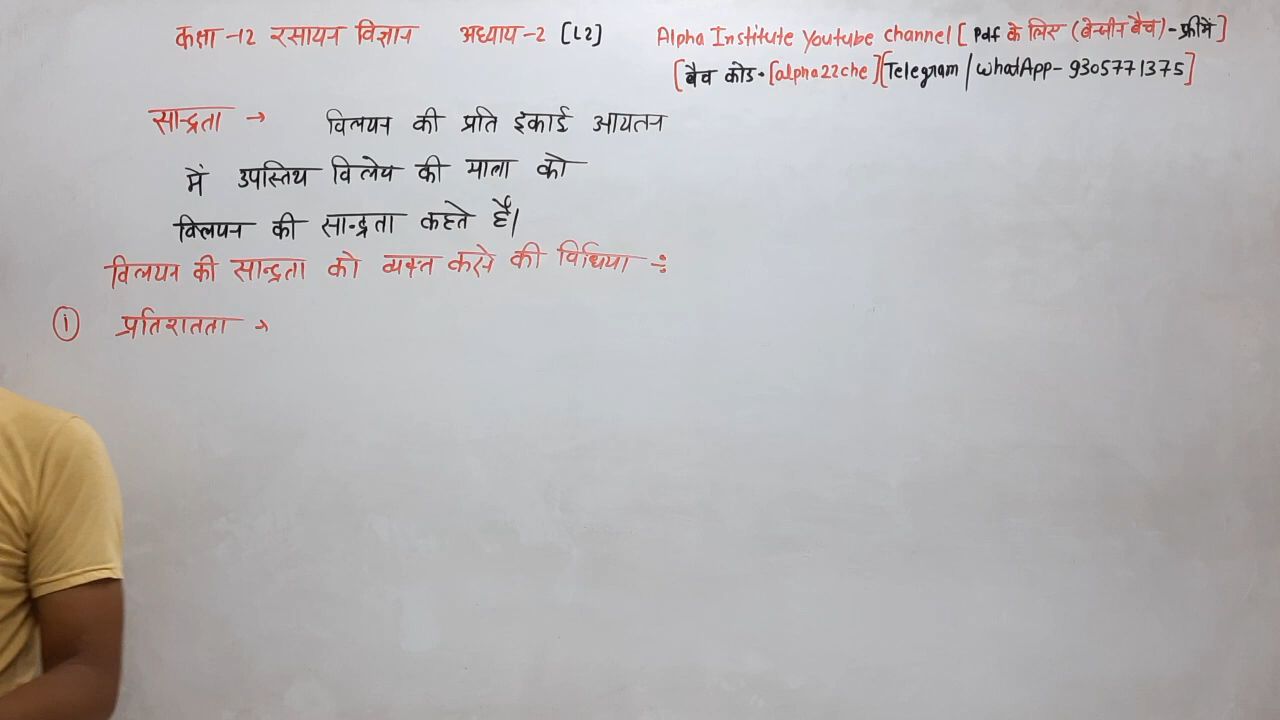 कक्षा-12 रसायन विज्ञान अध्याय-2 [L2]
Alpha Institute Youtube channel [Pdf के लिए (बेन्जीन बैच)-फ्री में]
[बैच कोड-[alpha22che][Telegram/WhatApp-9305771375]
सान्द्रता → विलयन की प्रति इकाई आयतन
में उपस्तिथ विलेय की मात्रा को
विलयन की सान्द्रता कहते हैं।
विलयन की सान्द्रता को व्यक्त करने की विधिया ÷
① प्रतिशतता →